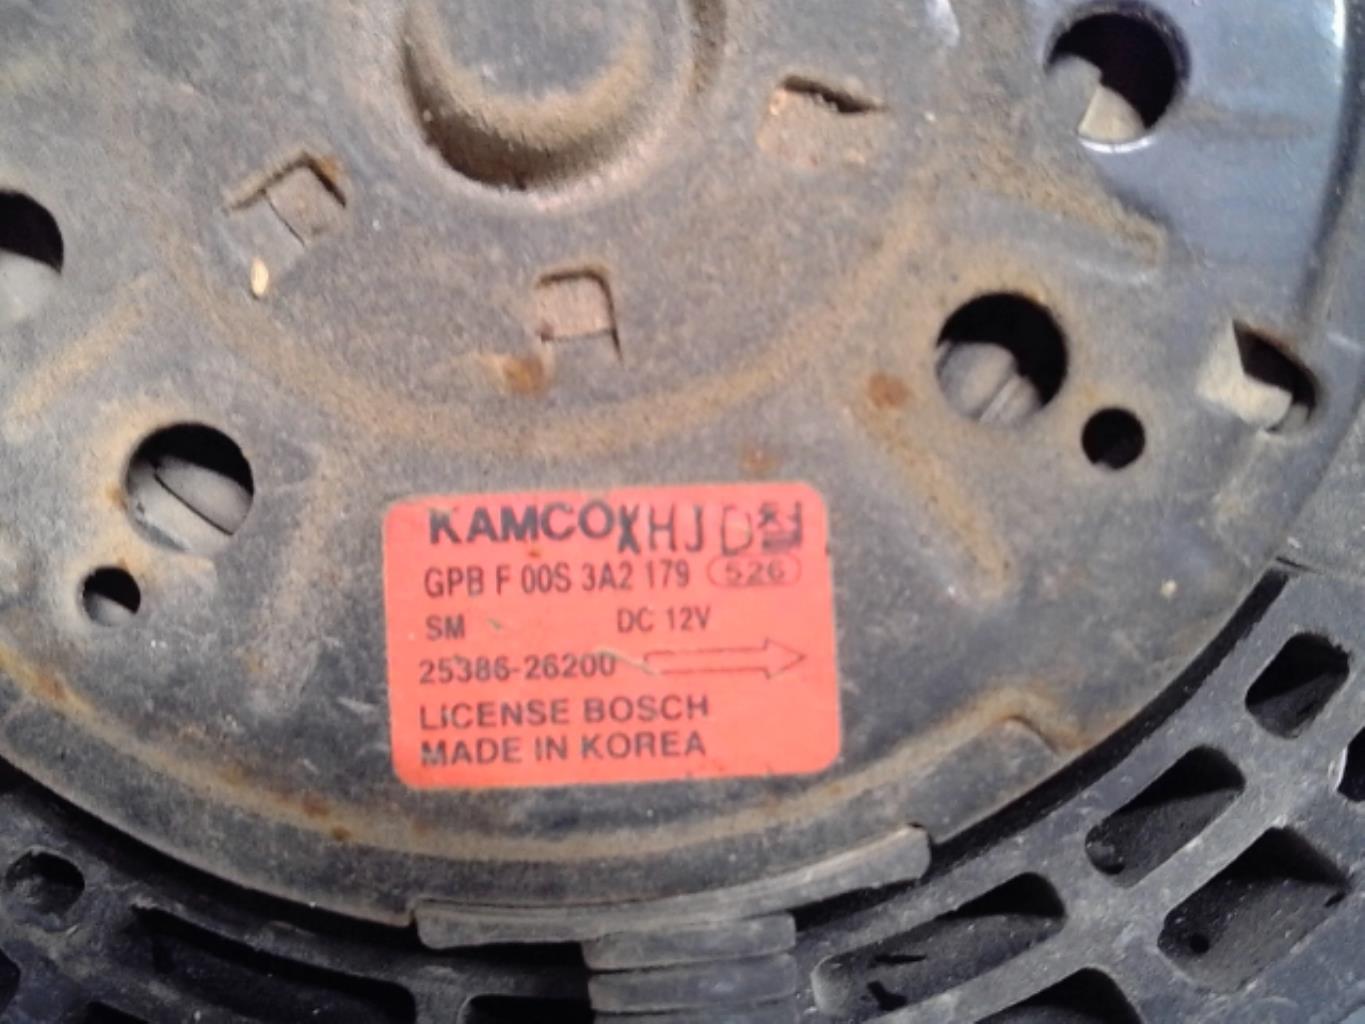 KAMCO XHJ D
GPB F 00S 3A2 179 526
SM DC 12V
25386-26200
LICENSE BOSCH
MADE IN KOREA